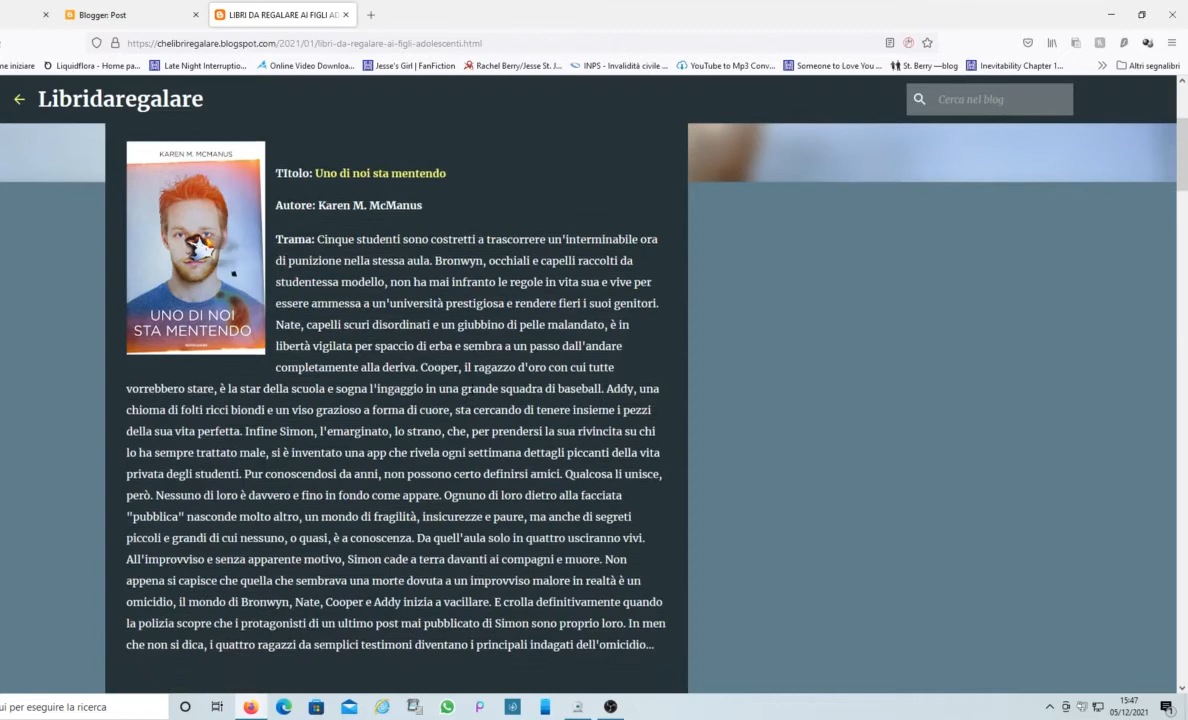 Blogger: Post
LIBRI DA REGALARE AI FIGLI AD
https://chelibriregalare.blogspot.com/2021/01/libri-da-regalare-ai-figli-adolescenti.html
me iniziare
Liquidflora - Home pa...
Late Night Interruptio...
Online Video Downloa...
Jesse's Girl | FanFiction
Rachel Berry/Jesse St. J...
INPS - Invalidità civile ...
YouTube to Mp3 Conv...
Someone to Love You ...
St. Berry —blog
Inevitability Chapter 1...
Altri segnalibri
Libridaregalare
Cerca nel blog
KAREN M. MCMANUS
UNO DI NOI
STA MENTENDO
TItolo: Uno di noi sta mentendo
Autore: Karen M. McManus
Trama: Cinque studenti sono costretti a trascorrere un'interminabile ora
di punizione nella stessa aula. Bronwyn, occhiali e capelli raccolti da
studentessa modello, non ha mai infranto le regole in vita sua e vive per
essere ammessa a un'università prestigiosa e rendere fieri i suoi genitori.
Nate, capelli scuri disordinati e un giubbino di pelle malandato, è in
libertà vigilata per spaccio di erba e sembra a un passo dall'andare
completamente alla deriva. Cooper, il ragazzo d'oro con cui tutte
vorrebbero stare, è la star della scuola e sogna l'ingaggio in una grande squadra di baseball. Addy, una
chioma di folti ricci biondi e un viso grazioso a forma di cuore, sta cercando di tenere insieme i pezzi
della sua vita perfetta. Infine Simon, l'emarginato, lo strano, che, per prendersi la sua rivincita su chi
lo ha sempre trattato male, si è inventato una app che rivela ogni settimana dettagli piccanti della vita
privata degli studenti. Pur conoscendosi da anni, non possono certo definirsi amici. Qualcosa li unisce,
però. Nessuno di loro è davvero e fino in fondo come appare. Ognuno di loro dietro alla facciata
"pubblica" nasconde molto altro, un mondo di fragilità, insicurezze e paure, ma anche di segreti
piccoli e grandi di cui nessuno, o quasi, è a conoscenza. Da quell'aula solo in quattro usciranno vivi.
All'improvviso e senza apparente motivo, Simon cade a terra davanti ai compagni e muore. Non
appena si capisce che quella che sembrava una morte dovuta a un improvviso malore in realtà è un
omicidio, il mondo di Bronwyn, Nate, Cooper e Addy inizia a vacillare. E crolla definitivamente quando
la polizia scopre che i protagonisti di un ultimo post mai pubblicato di Simon sono proprio loro. In men
che non si dica, i quattro ragazzi da semplici testimoni diventano i principali indagati dell'omicidio...
ui per eseguire la ricerca
15:47
05/12/2021